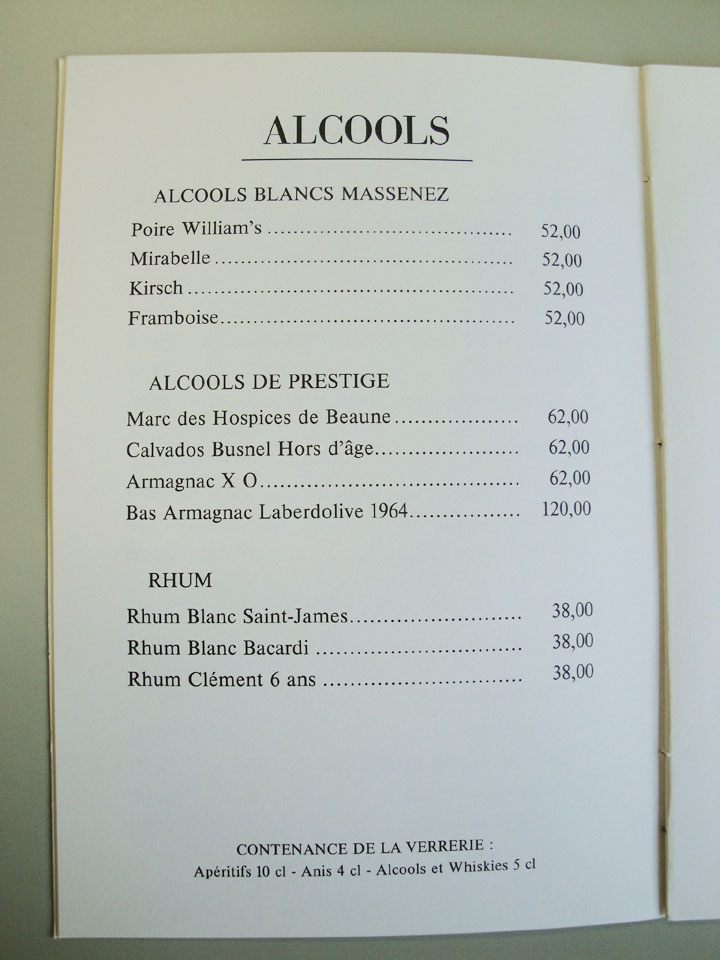 ALCOOLS
ALCOOLS BLANCS MASSENEZ
Poire William's ..................................... 52,00
Mirabelle ............................................. 52,00
Kirsch ................................................. 52,00
Framboise............................................ 52,00
ALCOOLS DE PRESTIGE
Marc des Hospices de Beaune................... 62,00
Calvados Busnel Hors d'âge...................... 62,00
Armagnac X O....................................... 62,00
Bas Armagnac Laberdolive 1964................. 120,00
RHUM
Rhum Blanc Saint-James.......................... 38,00
Rhum Blanc Bacardi ............................... 38,00
Rhum Clément 6 ans .............................. 38,00
CONTENANCE DE LA VERRERIE :
Apéritifs 10 cl - Anis 4 cl - Alcools et Whiskies 5 cl